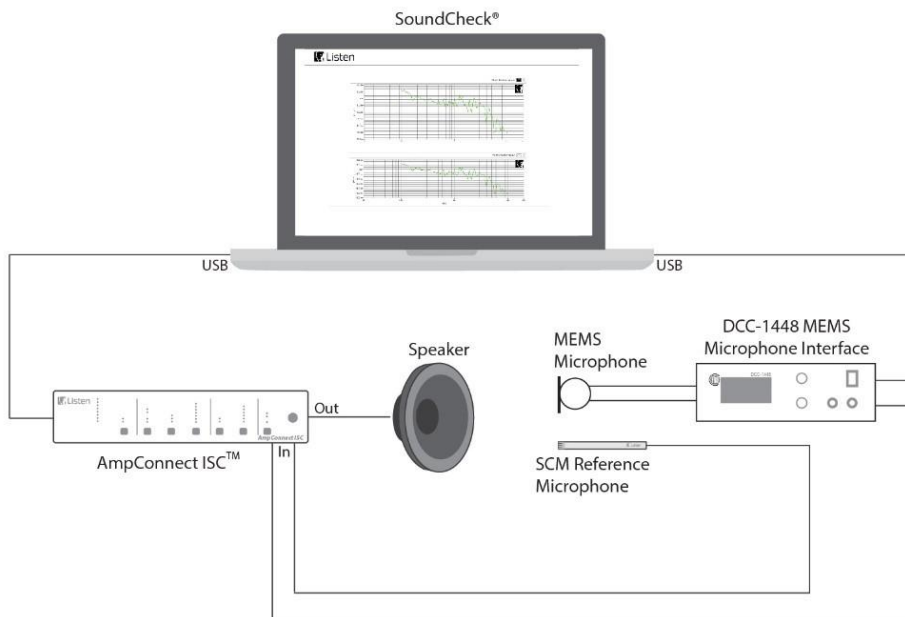 SoundCheck®
Listen
USB
USB
Speaker
MEMS
Microphone
DCC-1448 MEMS
Microphone Interface
DCC-1448
Listen
Out
AmpConnect ISC
In
AmpConnect ISC™
SCM Reference
Microphone